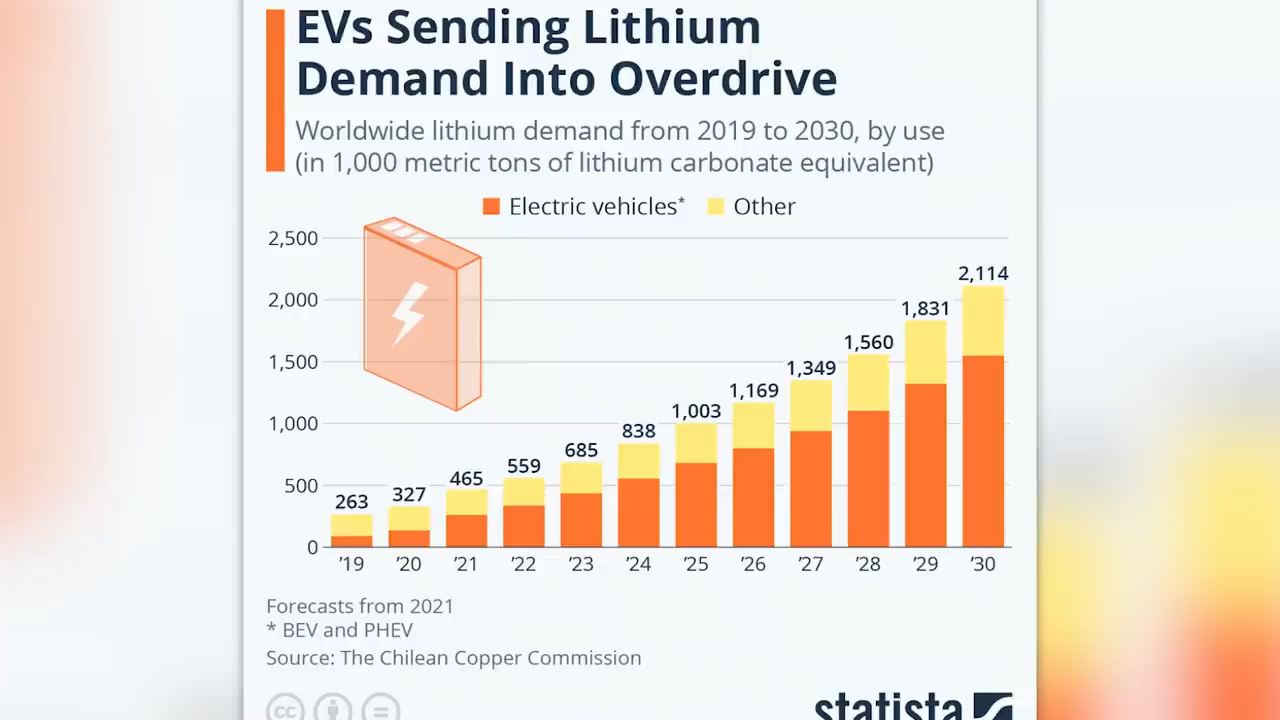 EVs Sending Lithium
Demand Into Overdrive
Worldwide lithium demand from 2019 to 2030, by use
(in 1,000 metric tons of lithium carbonate equivalent)
Electric vehicles* Other
2,500
2,000
1,500
1,000
500
0
263 327 465 559 685 838 1,003 1,169 1,349 1,560 1,831 2,114
’19 ’20 ’21 ’22 ’23 ’24 ’25 ’26 ’27 ’28 ’29 ’30
Forecasts from 2021
* BEV and PHEV
Source: The Chilean Copper Commission
cc =
statista